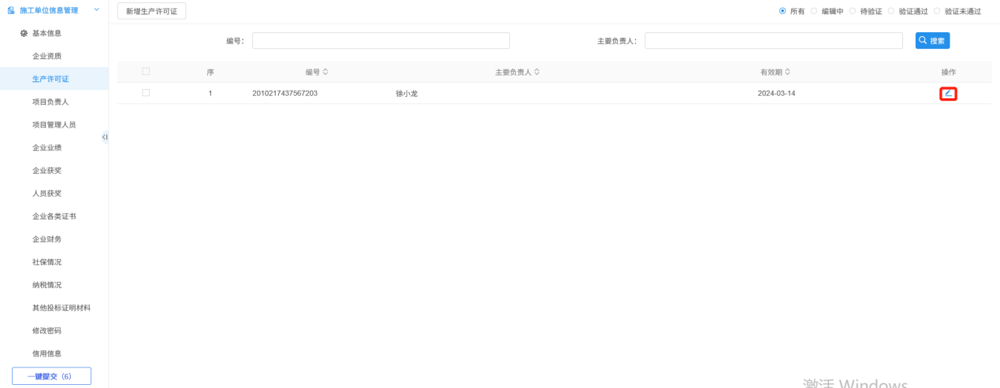 施工单位信息管理
基本信息
企业资质
生产许可证
项目负责人
项目管理人员
企业业绩
企业获奖
人员获奖
企业各类证书
企业财务
社保情况
纳税情况
其他投标证明材料
修改密码
信用信息
一键提交（6）
新增生产许可证 所有 编辑中 待验证 验证通过 验证未通过
编号： 主要负责人： 搜索
序 编号 主要负责人 有效期 操作
1 2010217437567203 徐小龙 2024-03-14
激活 Windows